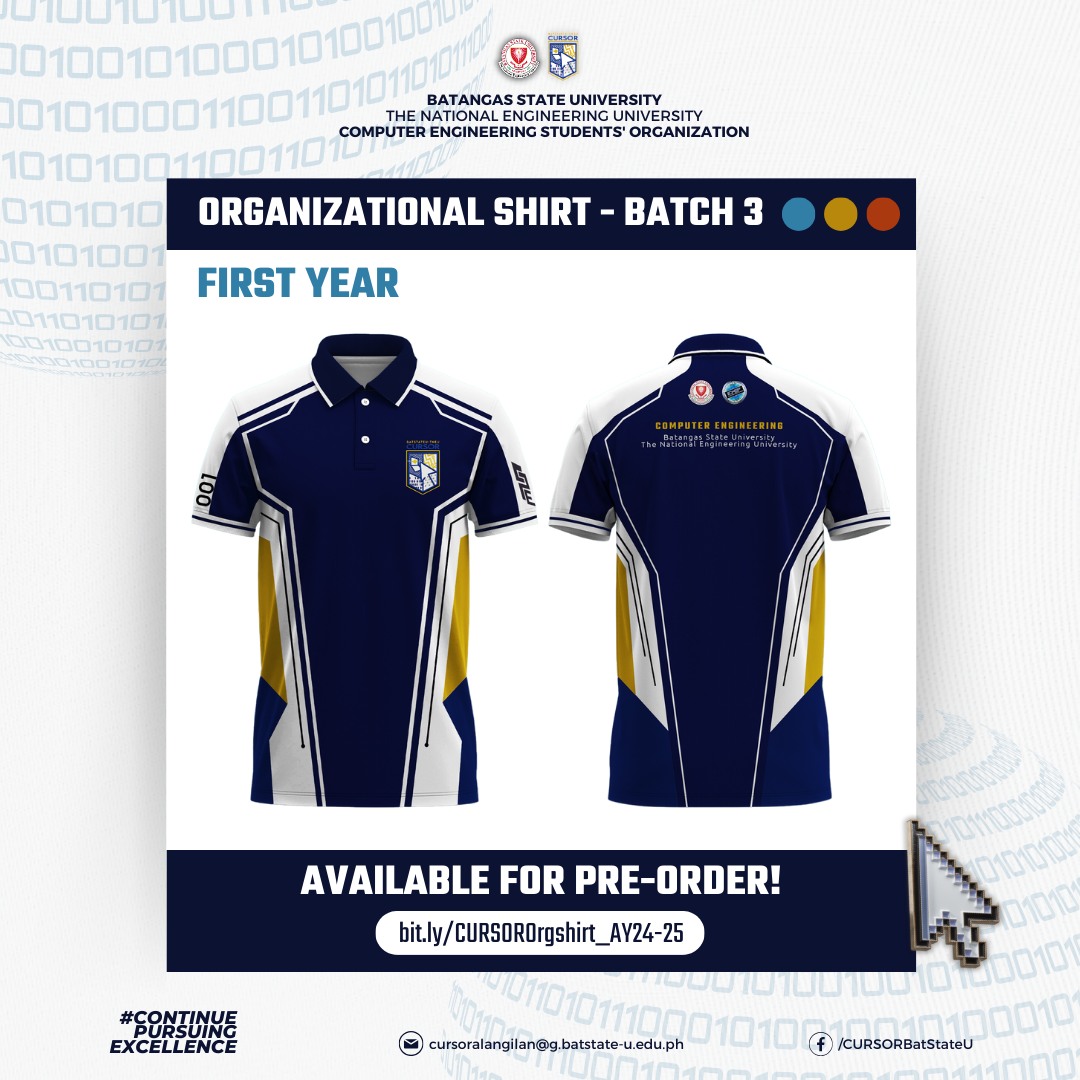 CURSOR
BATANGAS STATE UNIVERSITY
THE NATIONAL ENGINEERING UNIVERSITY
COMPUTER ENGINEERING STUDENTS' ORGANIZATION
ORGANIZATIONAL SHIRT - BATCH 3
FIRST YEAR
001
CURSOR
COMPUTER ENGINEERING
Batangas State University
The National Engineering University
AVAILABLE FOR PRE-ORDER!
bit.ly/CURSOROrgshirt_AY24-25
#CONTINUE
PURSUING
EXCELLENCE
cursoralangilan@g.batstate-u.edu.ph
/CURSORBatStateU